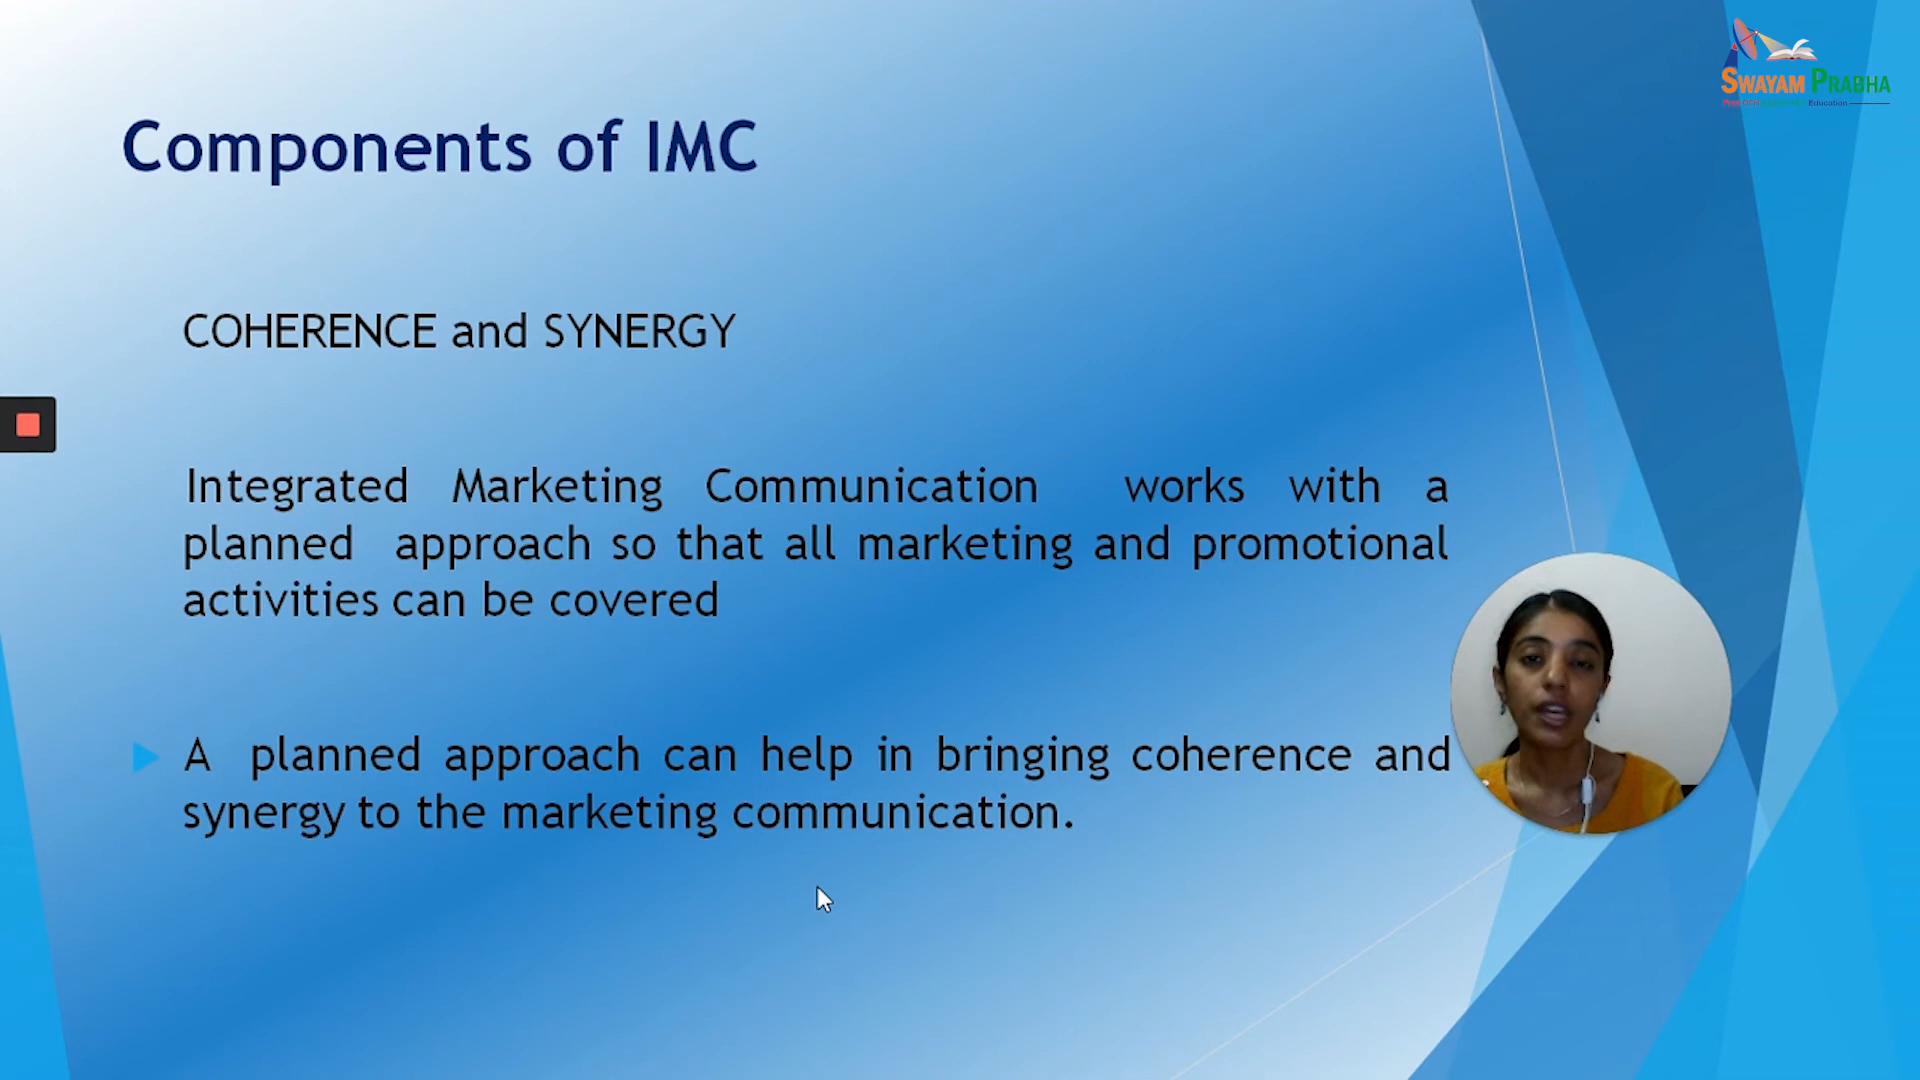 SWAYAM PRABHA
Education
Components of IMC
COHERENCE and SYNERGY
Integrated Marketing Communication works with a
planned approach so that all marketing and promotional
activities can be covered
A planned approach can help in bringing coherence and
synergy to the marketing communication.